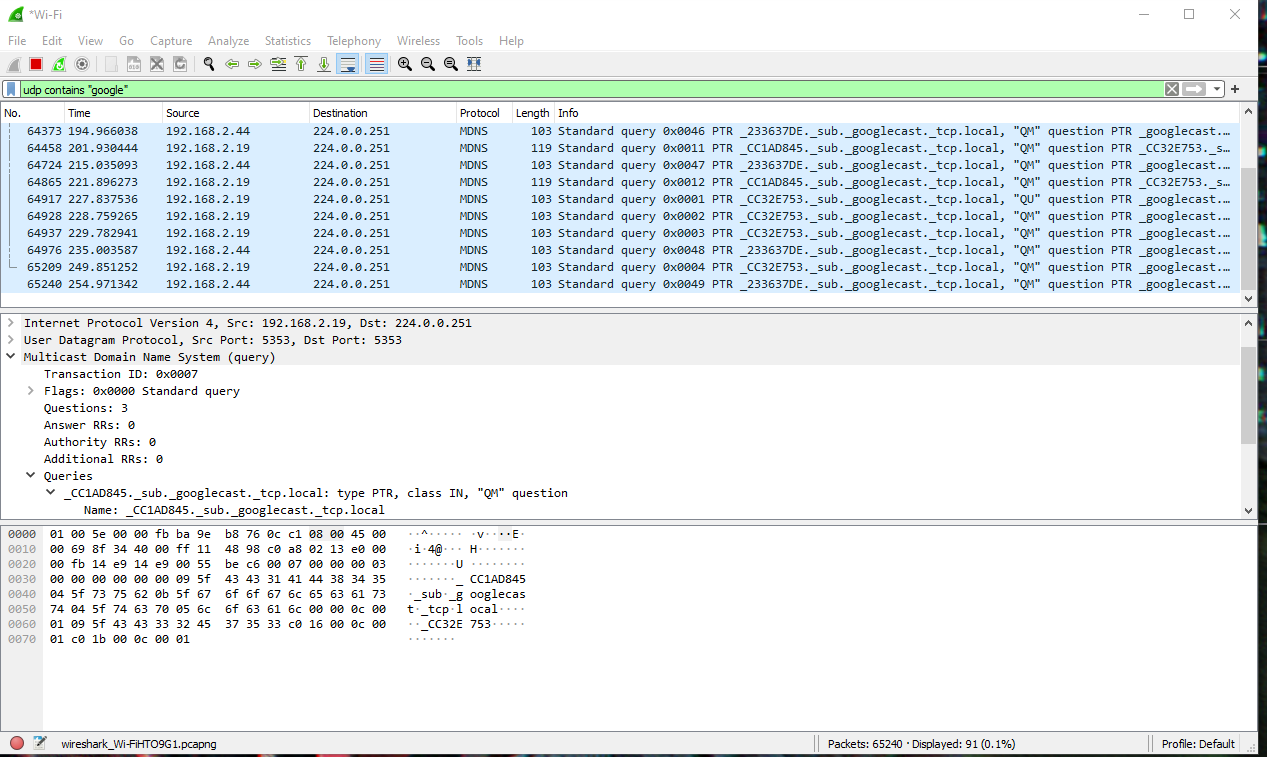 *Wi-Fi
File Edit View Go Capture Analyze Statistics Telephony Wireless Tools Help
udp contains "google"
No. Time Source Destination Protocol Length Info
64373 194.966038 192.168.2.44 224.0.0.251 MDNS 103 Standard query 0x0046 PTR _233637DE._sub._googlecast._tcp.local, "QM" question PTR _googlecast.…
64458 201.930444 192.168.2.19 224.0.0.251 MDNS 119 Standard query 0x0011 PTR _CC1AD845._sub._googlecast._tcp.local, "QM" question PTR _CC32E753._s…
64724 215.035093 192.168.2.44 224.0.0.251 MDNS 103 Standard query 0x0047 PTR _233637DE._sub._googlecast._tcp.local, "QM" question PTR _googlecast.…
64865 221.896273 192.168.2.19 224.0.0.251 MDNS 119 Standard query 0x0012 PTR _CC1AD845._sub._googlecast._tcp.local, "QM" question PTR _CC32E753._s…
64917 227.837536 192.168.2.19 224.0.0.251 MDNS 103 Standard query 0x0001 PTR _CC32E753._sub._googlecast._tcp.local, "QU" question PTR _googlecast.…
64928 228.759265 192.168.2.19 224.0.0.251 MDNS 103 Standard query 0x0002 PTR _CC32E753._sub._googlecast._tcp.local, "QM" question PTR _googlecast.…
64937 229.782941 192.168.2.19 224.0.0.251 MDNS 103 Standard query 0x0003 PTR _CC32E753._sub._googlecast._tcp.local, "QM" question PTR _googlecast.…
64976 235.003587 192.168.2.44 224.0.0.251 MDNS 103 Standard query 0x0048 PTR _233637DE._sub._googlecast._tcp.local, "QM" question PTR _googlecast.…
65209 249.851252 192.168.2.19 224.0.0.251 MDNS 103 Standard query 0x0004 PTR _CC32E753._sub._googlecast._tcp.local, "QM" question PTR _googlecast.…
65240 254.971342 192.168.2.44 224.0.0.251 MDNS 103 Standard query 0x0049 PTR _233637DE._sub._googlecast._tcp.local, "QM" question PTR _googlecast.…
Internet Protocol Version 4, Src: 192.168.2.19, Dst: 224.0.0.251
User Datagram Protocol, Src Port: 5353, Dst Port: 5353
Multicast Domain Name System (query)
Transaction ID: 0x0007
Flags: 0x0000 Standard query
Questions: 3
Answer RRs: 0
Authority RRs: 0
Additional RRs: 0
Queries
_CC1AD845._sub._googlecast._tcp.local: type PTR, class IN, "QM" question
Name: _CC1AD845._sub._googlecast._tcp.local
0000 01 00 5e 00 00 fb ba 9e b8 76 0c c1 08 00 45 00 ··^····· ·v····E·
0010 00 69 8f 34 40 00 ff 11 48 98 c0 a8 02 13 e0 00 ·i·4@··· H·······
0020 00 fb 14 e9 14 e9 00 55 be c6 00 07 00 00 00 03 ·······U ········
0030 00 00 00 00 00 00 09 5f 43 43 31 41 44 38 34 35 ·······_ CC1AD845
0040 04 5f 73 75 62 0b 5f 67 6f 6f 67 6c 65 63 61 73 ·_sub·_g ooglecas
0050 74 04 5f 74 63 70 05 6c 6f 63 61 6c 00 00 0c 00 t·_tcp·l ocal····
0060 01 09 5f 43 43 33 32 45 37 35 33 c0 16 00 0c 00 ··_CC32E 753·····
0070 01 c0 1b 00 0c 00 01 ·······
wireshark_Wi-FiHTO9G1.pcapng Packets: 65240 · Displayed: 91 (0.1%) Profile: Default